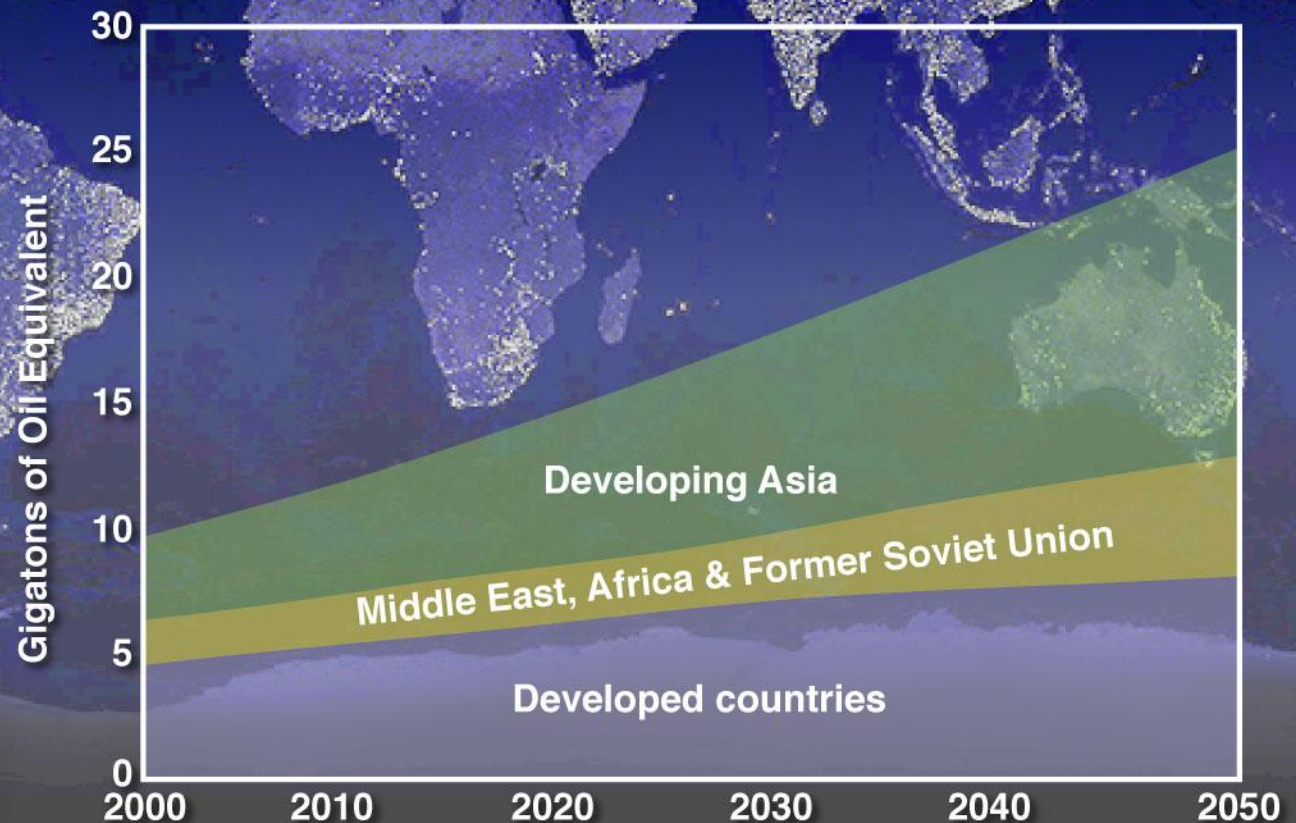 30
25
20
15
10
5
0
Gigatons of Oil Equivalent
Developing Asia
Middle East, Africa & Former Soviet Union
Developed countries
2000 2010 2020 2030 2040 2050